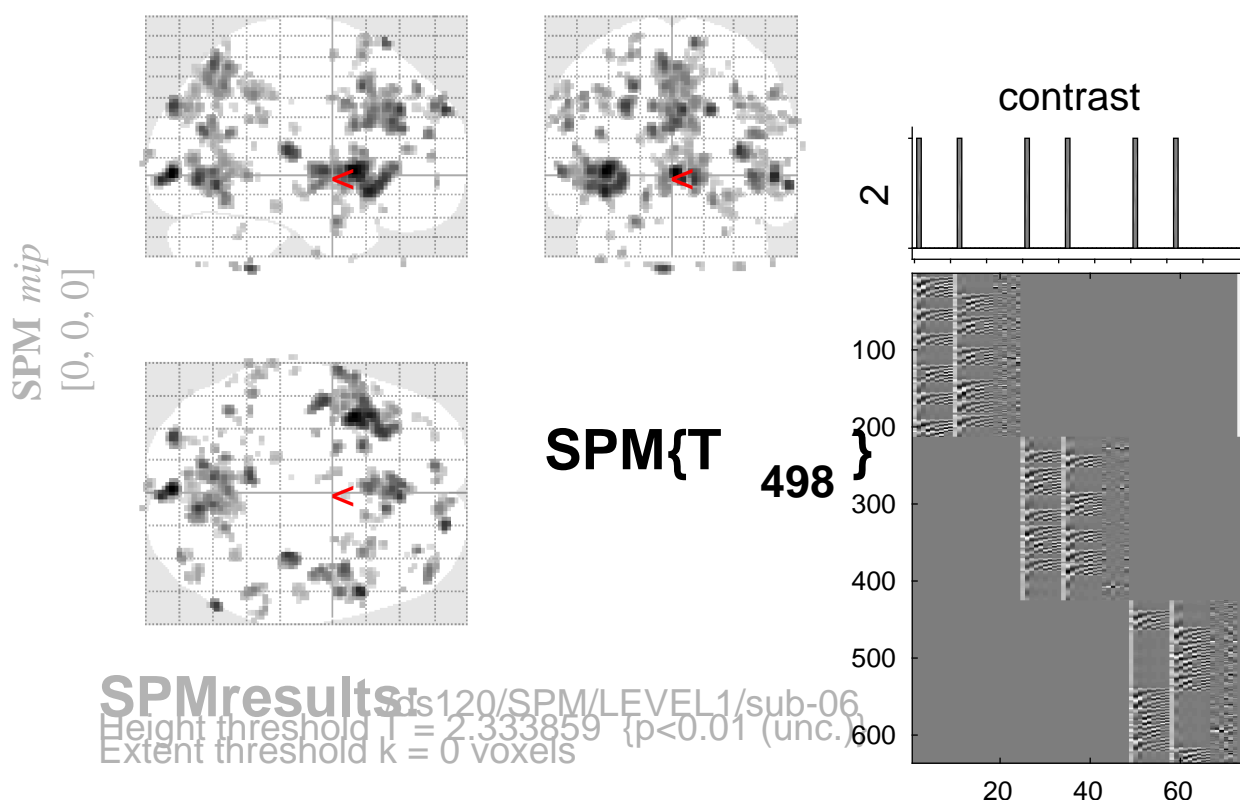 SPM mip
[0, 0, 0]
<
<
<
SPM{T 498 }
contrast
2
100
200
300
400
500
600
20 40 60
SPMresults: /ds120/SPM/LEVEL1/sub-06
Height threshold T = 2.333859 {p<0.01 (unc.)}
Extent threshold k = 0 voxels